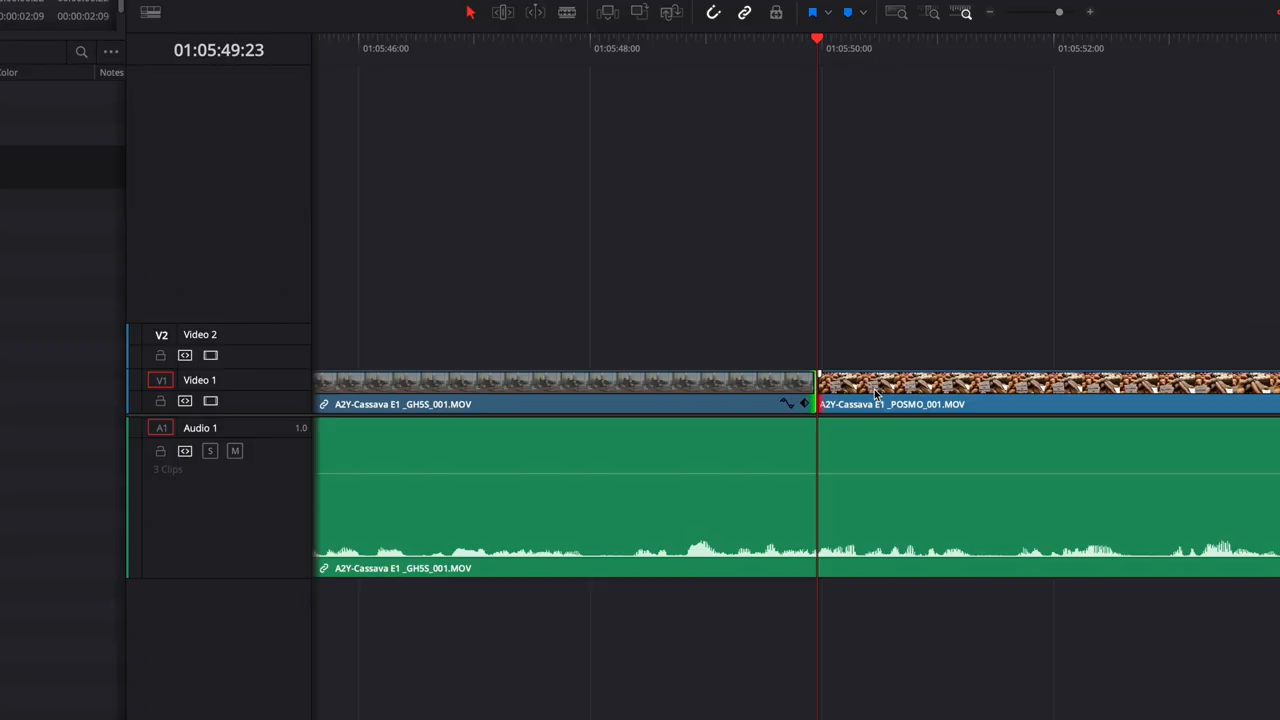 00:00:02:09
00:00:02:09
01:05:49:23
01:05:46:00
01:05:48:00
01:05:50:00
01:05:52:00
Notes
V2
Video 2
V1
Video 1
A2Y-Cassava E1 _GH5S_001.MOV
A2Y-Cassava E1 _POSMO_001.MOV
A1
Audio 1
1.0
S
M
3 Clips
A2Y-Cassava E1 _GH5S_001.MOV